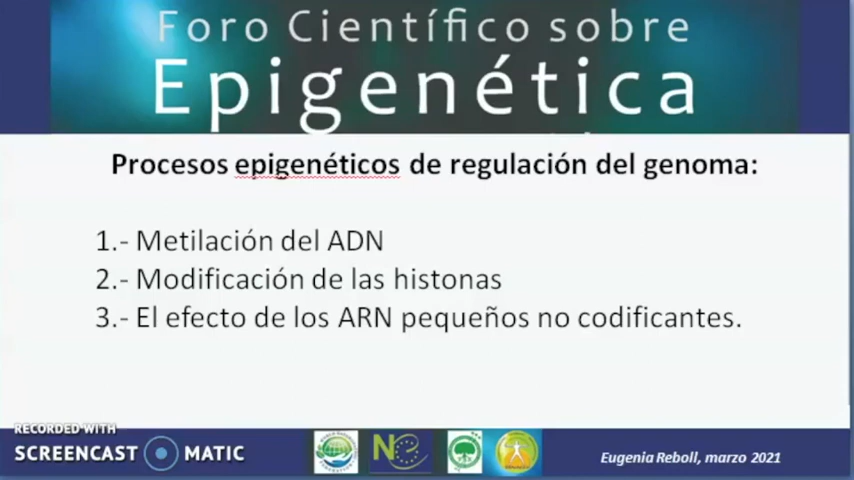 Foro Científico sobre
Epigenética
Procesos epigenéticos de regulación del genoma:
1.- Metilación del ADN
2.- Modificación de las histonas
3.- El efecto de los ARN pequeños no codificantes.
RECORDED WITH
SCREENCAST MATIC
Ne
Eugenia Reboll, marzo 2021